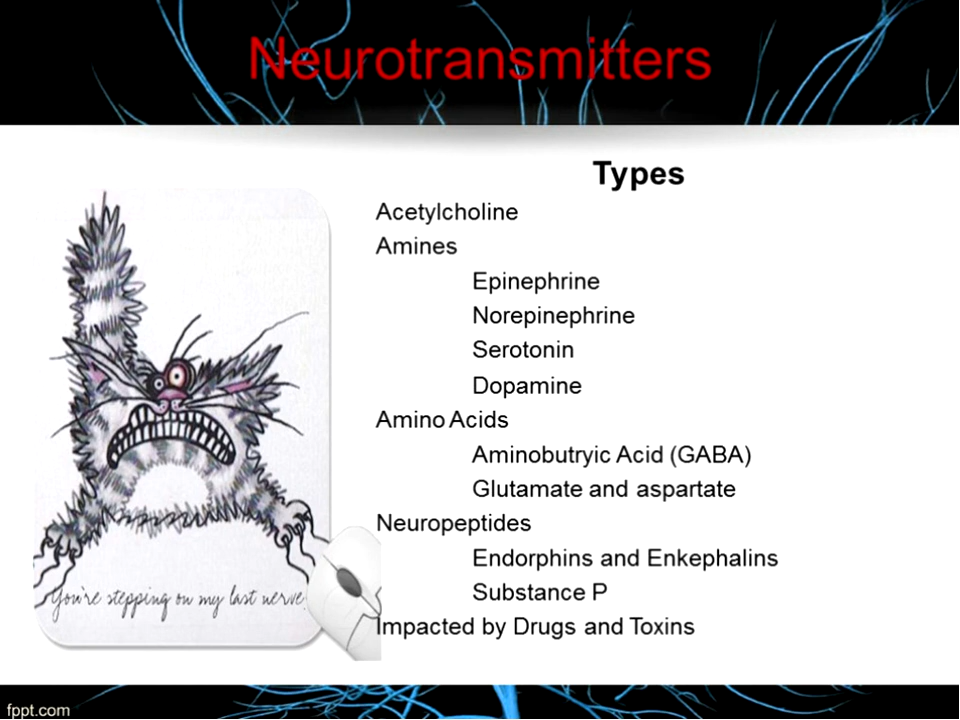 Neurotransmitters
Types
Acetylcholine
Amines
Epinephrine
Norepinephrine
Serotonin
Dopamine
Amino Acids
Aminobutryic Acid (GABA)
Glutamate and aspartate
Neuropeptides
Endorphins and Enkephalins
Substance P
Impacted by Drugs and Toxins
You're stepping on my last nerve
fppt.com